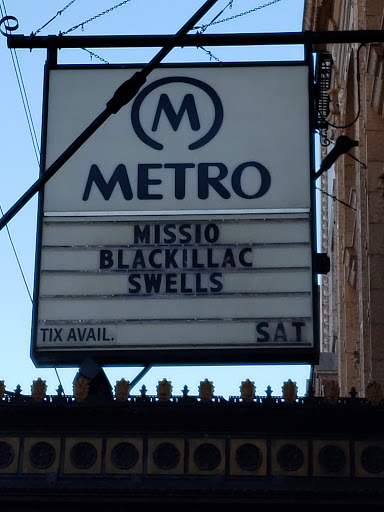 M
METRO
MISSIO
BLACKILLAC
SWELLS
TIX AVAIL. SAT